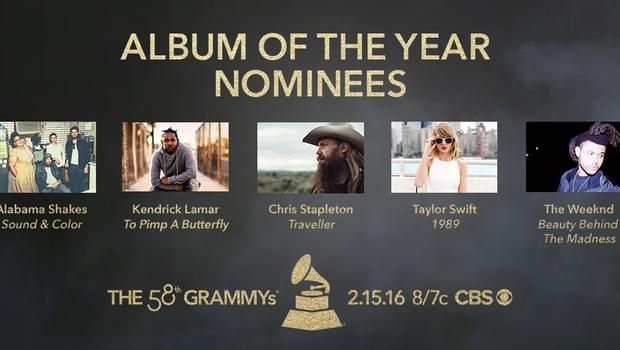 ALBUM OF THE YEAR
NOMINEES
Alabama Shakes
Sound & Color
Kendrick Lamar
To Pimp A Butterfly
Chris Stapleton
Traveller
Taylor Swift
1989
The Weeknd
Beauty Behind
The Madness
THE 58th GRAMMYs® 2.15.16 8/7c CBS